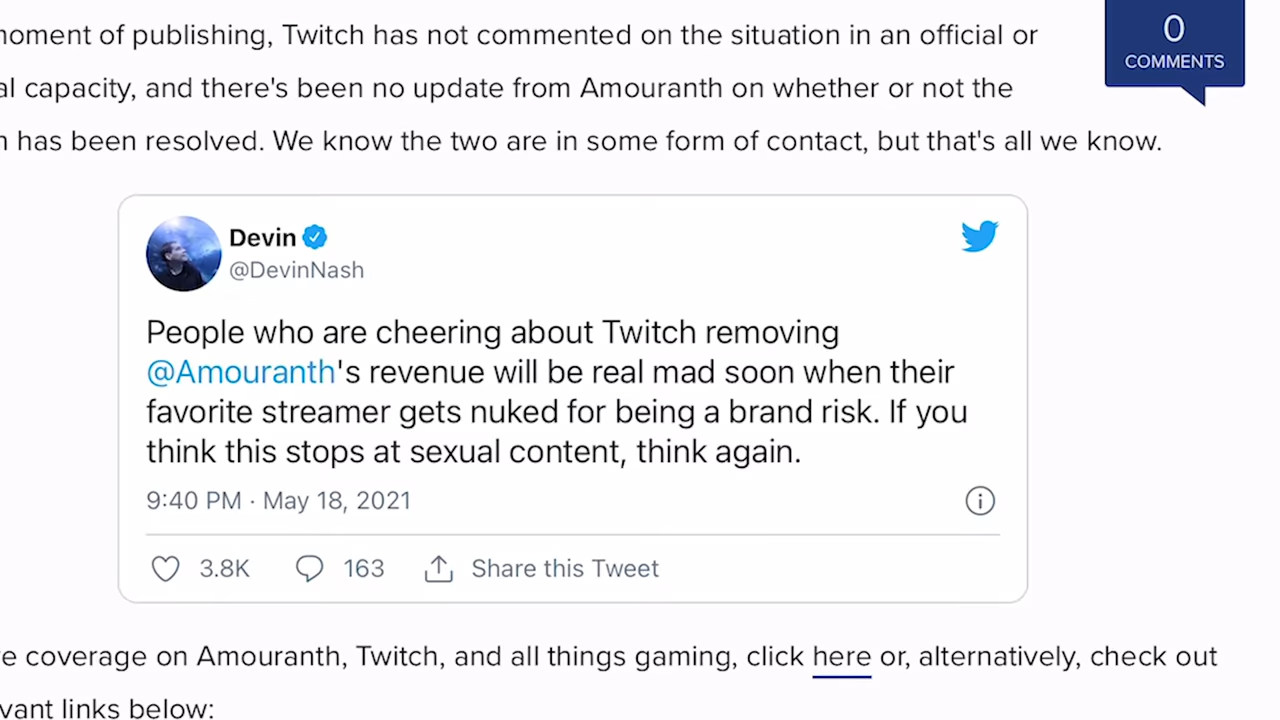 moment of publishing, Twitch has not commented on the situation in an official or
0
COMMENTS
capacity, and there's been no update from Amouranth on whether or not the
has been resolved. We know the two are in some form of contact, but that's all we know.
Devin
@DevinNash
People who are cheering about Twitch removing
@Amouranth's revenue will be real mad soon when their
favorite streamer gets nuked for being a brand risk. If you
think this stops at sexual content, think again.
9:40 PM · May 18, 2021
3.8K 163 Share this Tweet
coverage on Amouranth, Twitch, and all things gaming, click here or, alternatively, check out
links below: